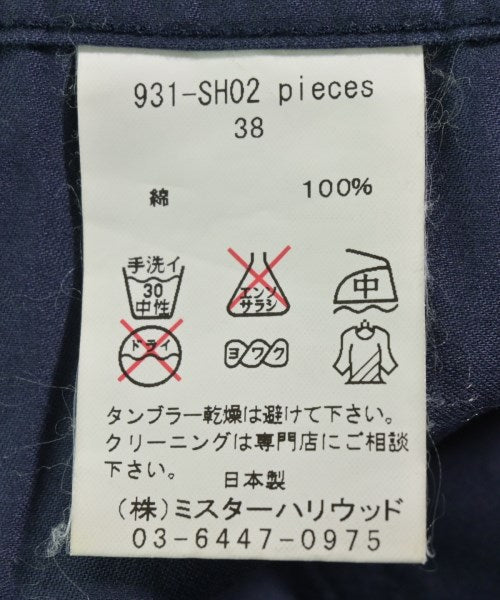 931-SH02 pieces
38
綿 100%
手洗イ
30
中性
エンソ
サラシ
中
ドライ
ヨワク
タンブラー乾燥は避けて下さい。
クリーニングは専門店にご相談
下さい。
日本製
(株)ミスターハリウッド
03-6447-0975